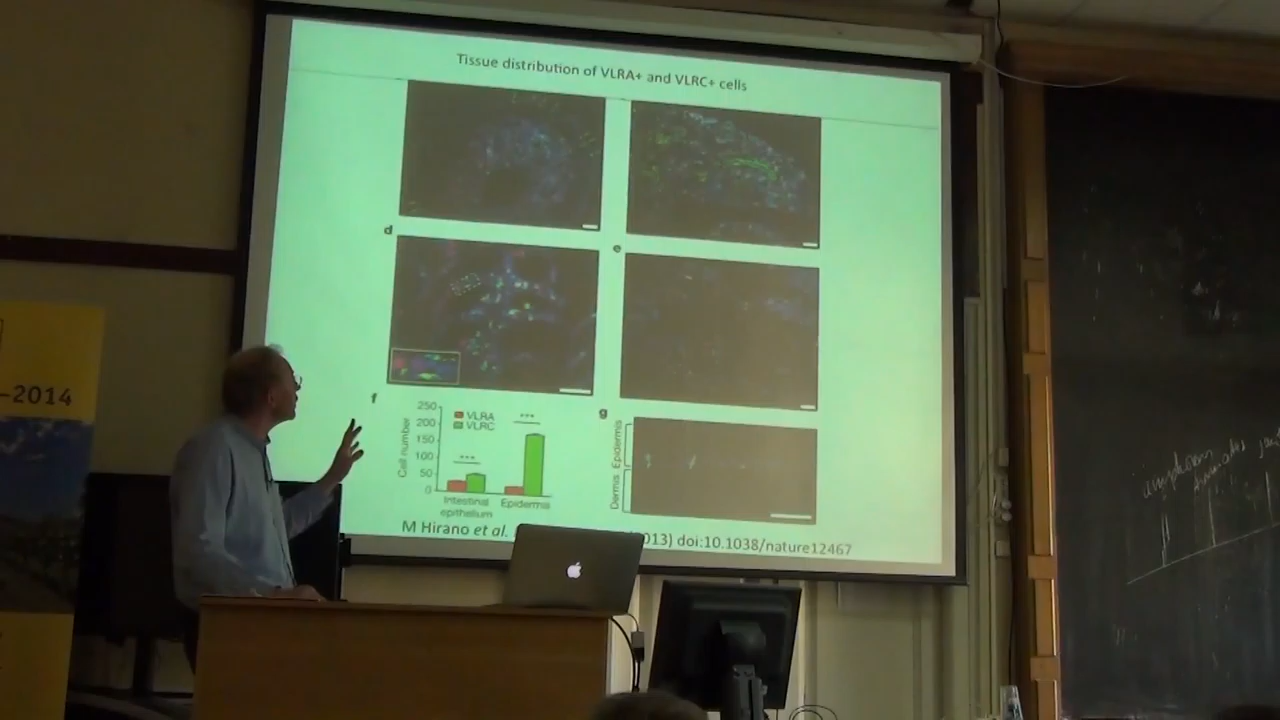 Tissue distribution of VLRA+ and VLRC+ cells
d
e
f
250
200
150
100
50
0
Cell number
VLRA
VLRC
***
***
Intestinal
epithelium
Epidermis
g
Epidermis
Dermis
M Hirano et al.
013) doi:10.1038/nature12467
-2014